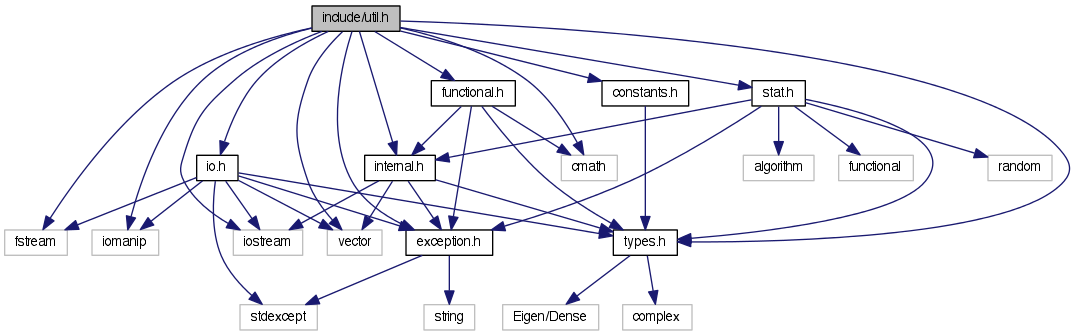 include/util.h
functional.h
constants.h
stat.h
io.h
internal.h
cmath
algorithm
functional
random
fstream
iomanip
iostream
vector
exception.h
types.h
stdexcept
string
Eigen/Dense
complex